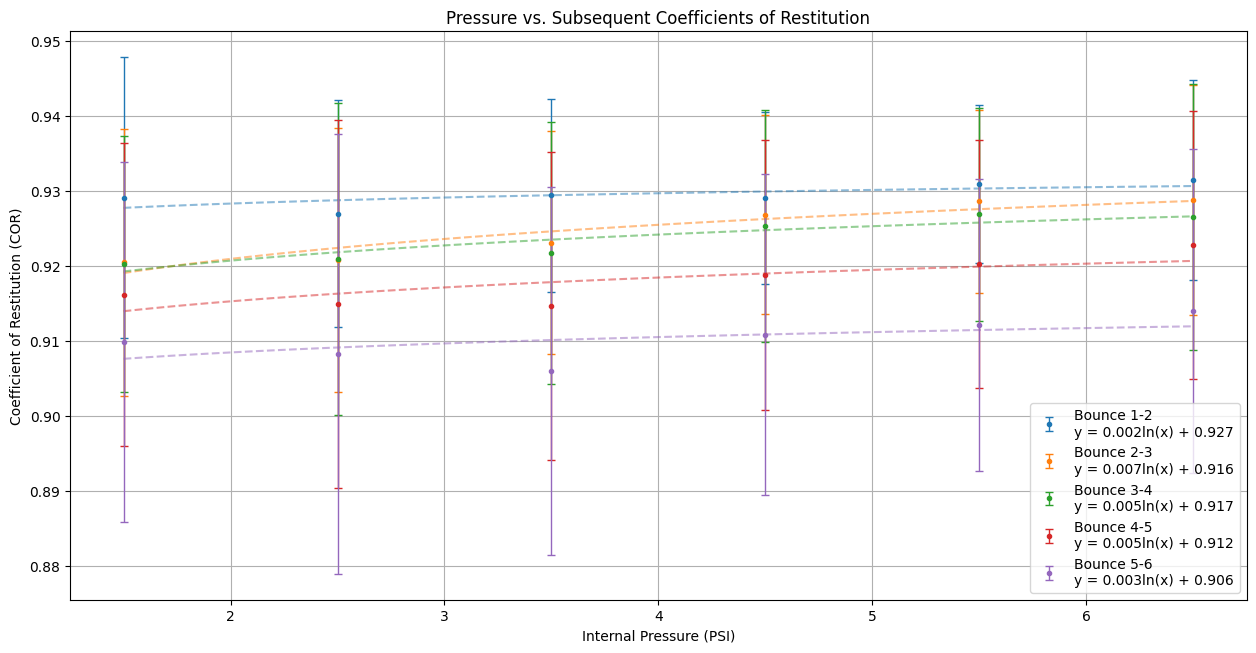 Pressure vs. Subsequent Coefficients of Restitution
Coefficient of Restitution (COR)
0.95
0.94
0.93
0.92
0.91
0.90
0.89
0.88
Bounce 1-2
y = 0.002ln(x) + 0.927
Bounce 2-3
y = 0.007ln(x) + 0.916
Bounce 3-4
y = 0.005ln(x) + 0.917
Bounce 4-5
y = 0.005ln(x) + 0.912
Bounce 5-6
y = 0.003ln(x) + 0.906
2 3 4 5 6
Internal Pressure (PSI)